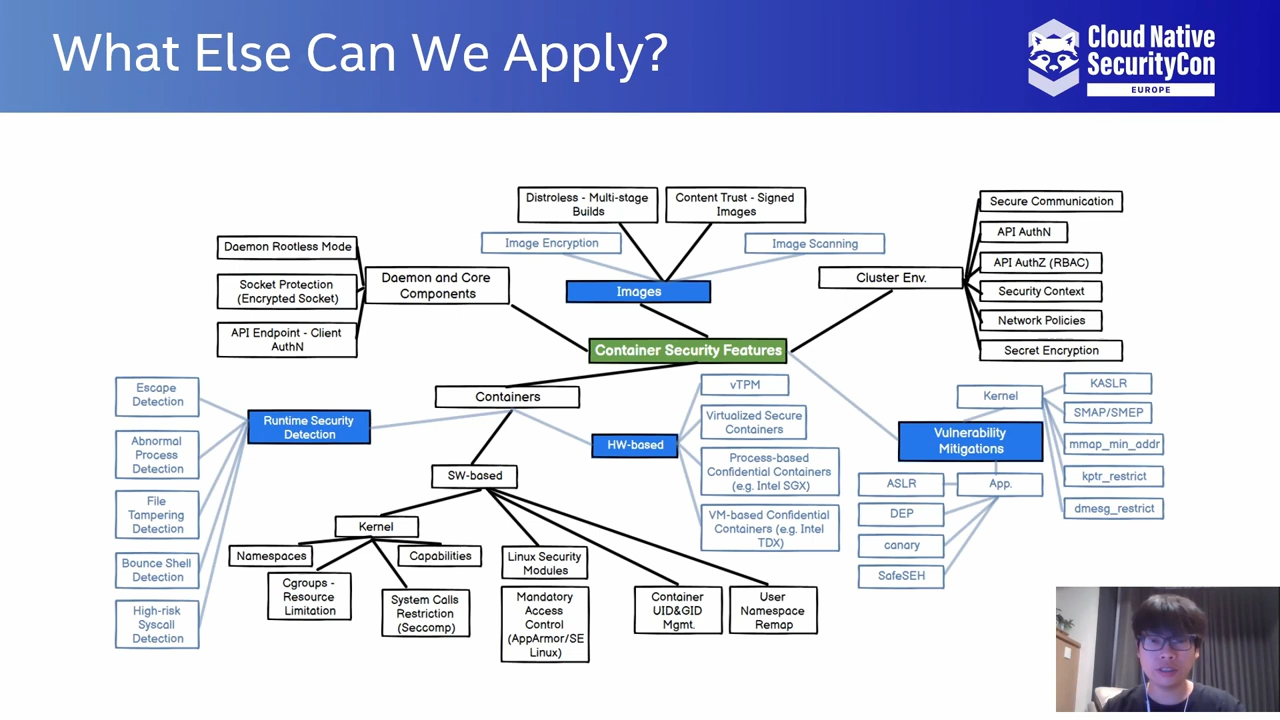 What Else Can We Apply?
Cloud Native
SecurityCon
EUROPE
Distroless - Multi-stage
Builds
Content Trust - Signed
Images
Image Encryption
Image Scanning
Images
Daemon Rootless Mode
Socket Protection
(Encrypted Socket)
API Endpoint - Client
AuthN
Daemon and Core
Components
Cluster Env.
Secure Communication
API AuthN
API AuthZ (RBAC)
Security Context
Network Policies
Secret Encryption
Container Security Features
Containers
Escape
Detection
Abnormal
Process
Detection
File
Tampering
Detection
Bounce Shell
Detection
High-risk
Syscall
Detection
Runtime Security
Detection
HW-based
vTPM
Virtualized Secure
Containers
Process-based
Confidential Containers
(e.g. Intel SGX)
VM-based Confidential
Containers (e.g. Intel
TDX)
SW-based
Kernel
Namespaces
Cgroups -
Resource
Limitation
System Calls
Restriction
(Seccomp)
Capabilities
Linux Security
Modules
Mandatory
Access
Control
(AppArmor/SE
Linux)
Container
UID&GID
Mgmt.
User
Namespace
Remap
Vulnerability
Mitigations
Kernel
KASLR
SMAP/SMEP
mmap_min_addr
kptr_restrict
dmesg_restrict
App.
ASLR
DEP
canary
SafeSEH